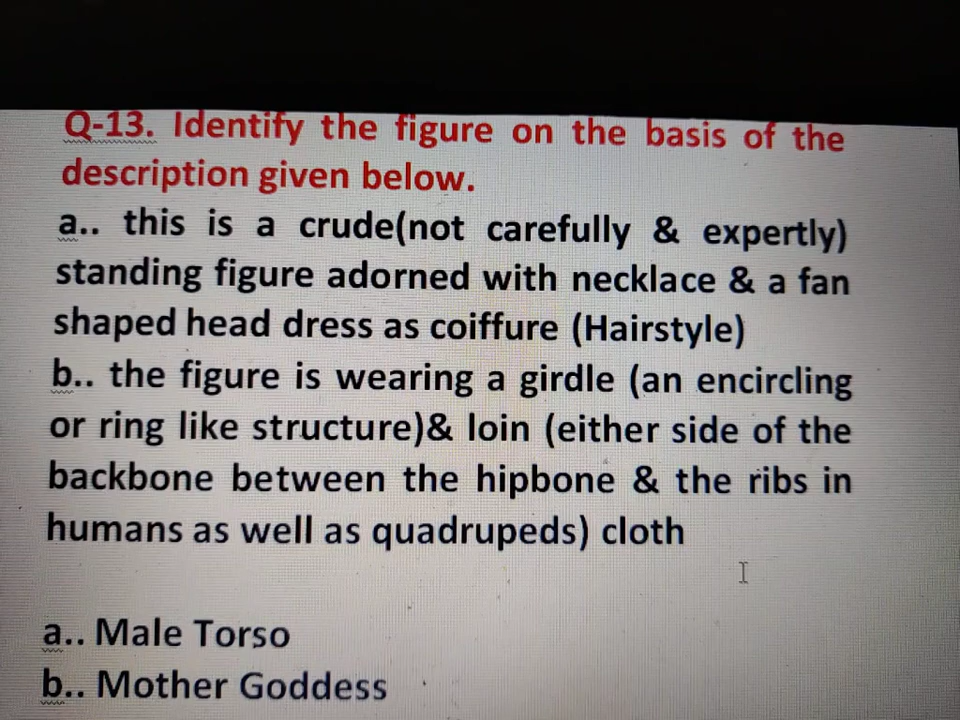 Q-13. Identify the figure on the basis of the
description given below.
a.. this is a crude(not carefully & expertly)
standing figure adorned with necklace & a fan
shaped head dress as coiffure (Hairstyle)
b.. the figure is wearing a girdle (an encircling
or ring like structure)& loin (either side of the
backbone between the hipbone & the ribs in
humans as well as quadrupeds) cloth
a.. Male Torso
b.. Mother Goddess